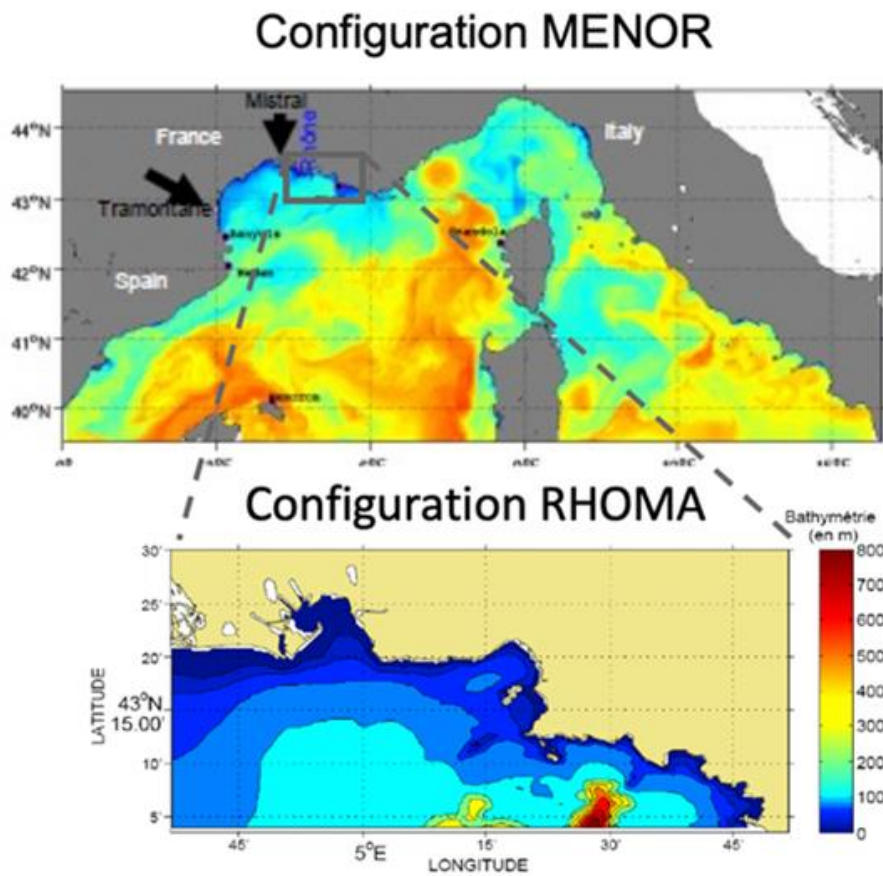 Configuration MENOR
Mistral
Rhône
France
Italy
Tramontane
Spain
44°N
43°N
42°N
41°N
40°N
Configuration RHOMA
Bathymétrie
(en m)
800
700
600
500
400
300
200
100
0
30'
25'
20'
43°N
15.00'
10'
5'
LATITUDE
45'
5°E
15'
30'
45'
LONGITUDE